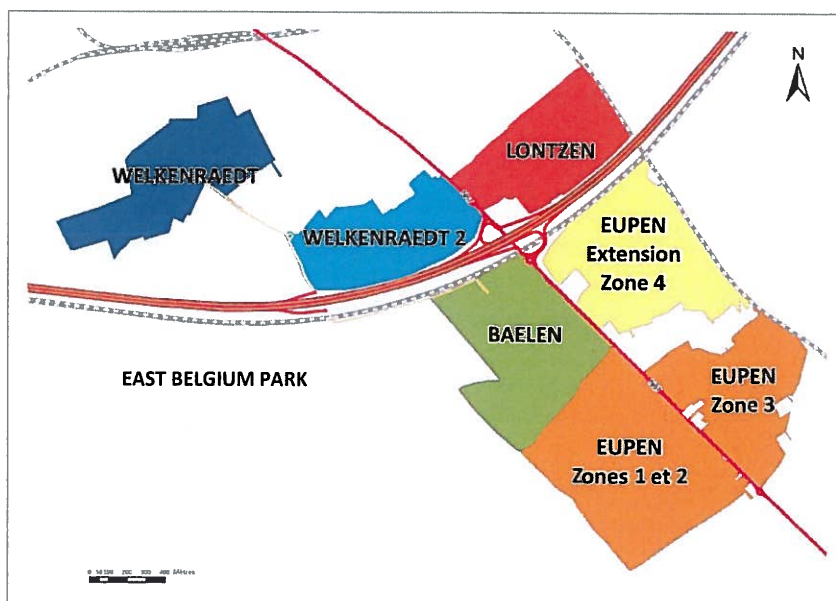 N
LONTZEN
WELKENRAEDT
WELKENRAEDT 2
EUPEN
Extension
Zone 4
BAELEN
EAST BELGIUM PARK
EUPEN
Zone 3
EUPEN
Zones 1 et 2